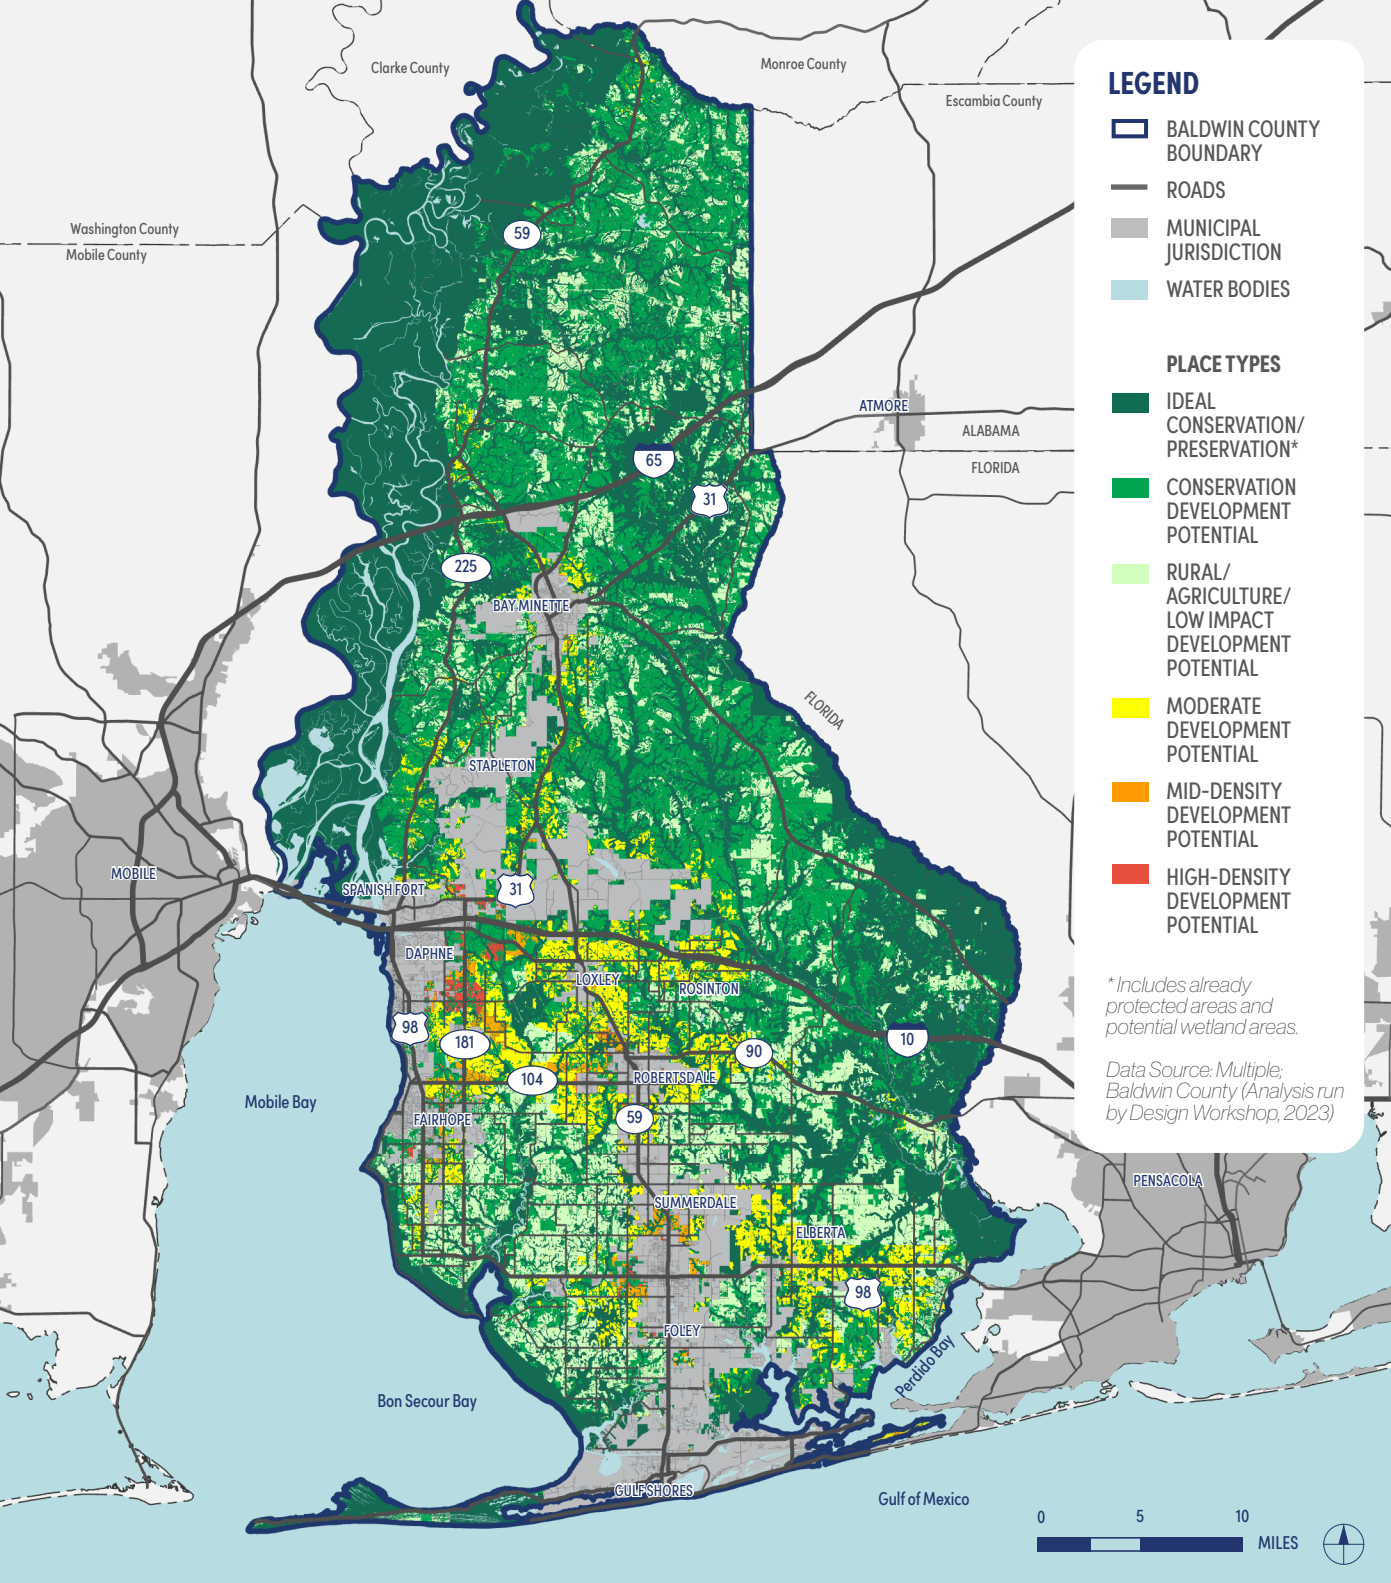 Clarke County
Monroe County
Escambia County
Washington County
Mobile County
59
ATMORE
ALABAMA
FLORIDA
65
31
225
BAY MINETTE
FLORIDA
STAPLETON
MOBILE
SPANISH FORT
31
DAPHNE
LOXLEY
ROSINTON
98
181
90
10
104
ROBERTSDALE
Mobile Bay
FAIRHOPE
59
PENSACOLA
SUMMERDALE
ELBERTA
98
FOLEY
Perdido Bay
Bon Secour Bay
GULF SHORES
Gulf of Mexico
0 5 10
MILES
LEGEND
BALDWIN COUNTY
BOUNDARY
ROADS
MUNICIPAL
JURISDICTION
WATER BODIES
PLACE TYPES
IDEAL
CONSERVATION/
PRESERVATION*
CONSERVATION
DEVELOPMENT
POTENTIAL
RURAL/
AGRICULTURE/
LOW IMPACT
DEVELOPMENT
POTENTIAL
MODERATE
DEVELOPMENT
POTENTIAL
MID-DENSITY
DEVELOPMENT
POTENTIAL
HIGH-DENSITY
DEVELOPMENT
POTENTIAL
* Includes already
protected areas and
potential wetland areas.
Data Source: Multiple;
Baldwin County (Analysis run
by Design Workshop, 2023)